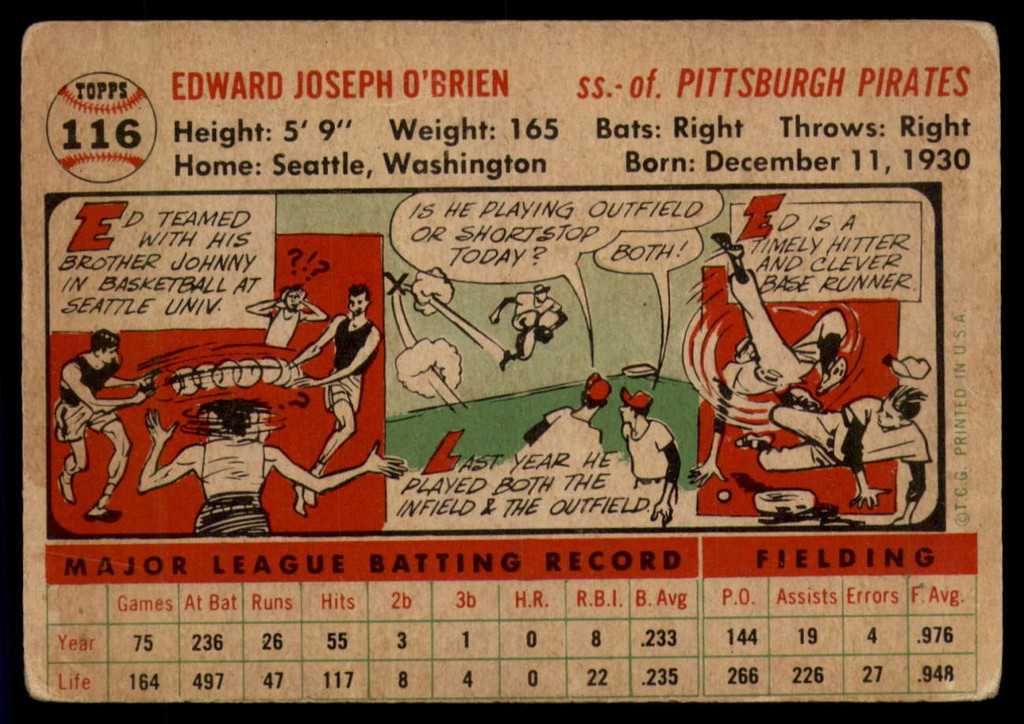 TOPPS
116
EDWARD JOSEPH O'BRIEN ss.-of. PITTSBURGH PIRATES
Height: 5' 9" Weight: 165 Bats: Right Throws: Right
Home: Seattle, Washington Born: December 11, 1930
ED TEAMED
WITH HIS
BROTHER JOHNNY
IN BASKETBALL AT
SEATTLE UNIV.
?!?
?
IS HE PLAYING OUTFIELD
OR SHORTSTOP
TODAY?
BOTH!
LAST YEAR HE
PLAYED BOTH THE
INFIELD & THE OUTFIELD.
ED IS A
TIMELY HITTER
AND CLEVER
BASE RUNNER.
©T.C.G. PRINTED IN U.S.A.
MAJOR LEAGUE BATTING RECORD FIELDING
Games At Bat Runs Hits 2b 3b H.R. R.B.I. B. Avg P.O. Assists Errors F. Avg.
Year 75 236 26 55 3 1 0 8 .233 144 19 4 .976
Life 164 497 47 117 8 4 0 22 .235 266 226 27 .948